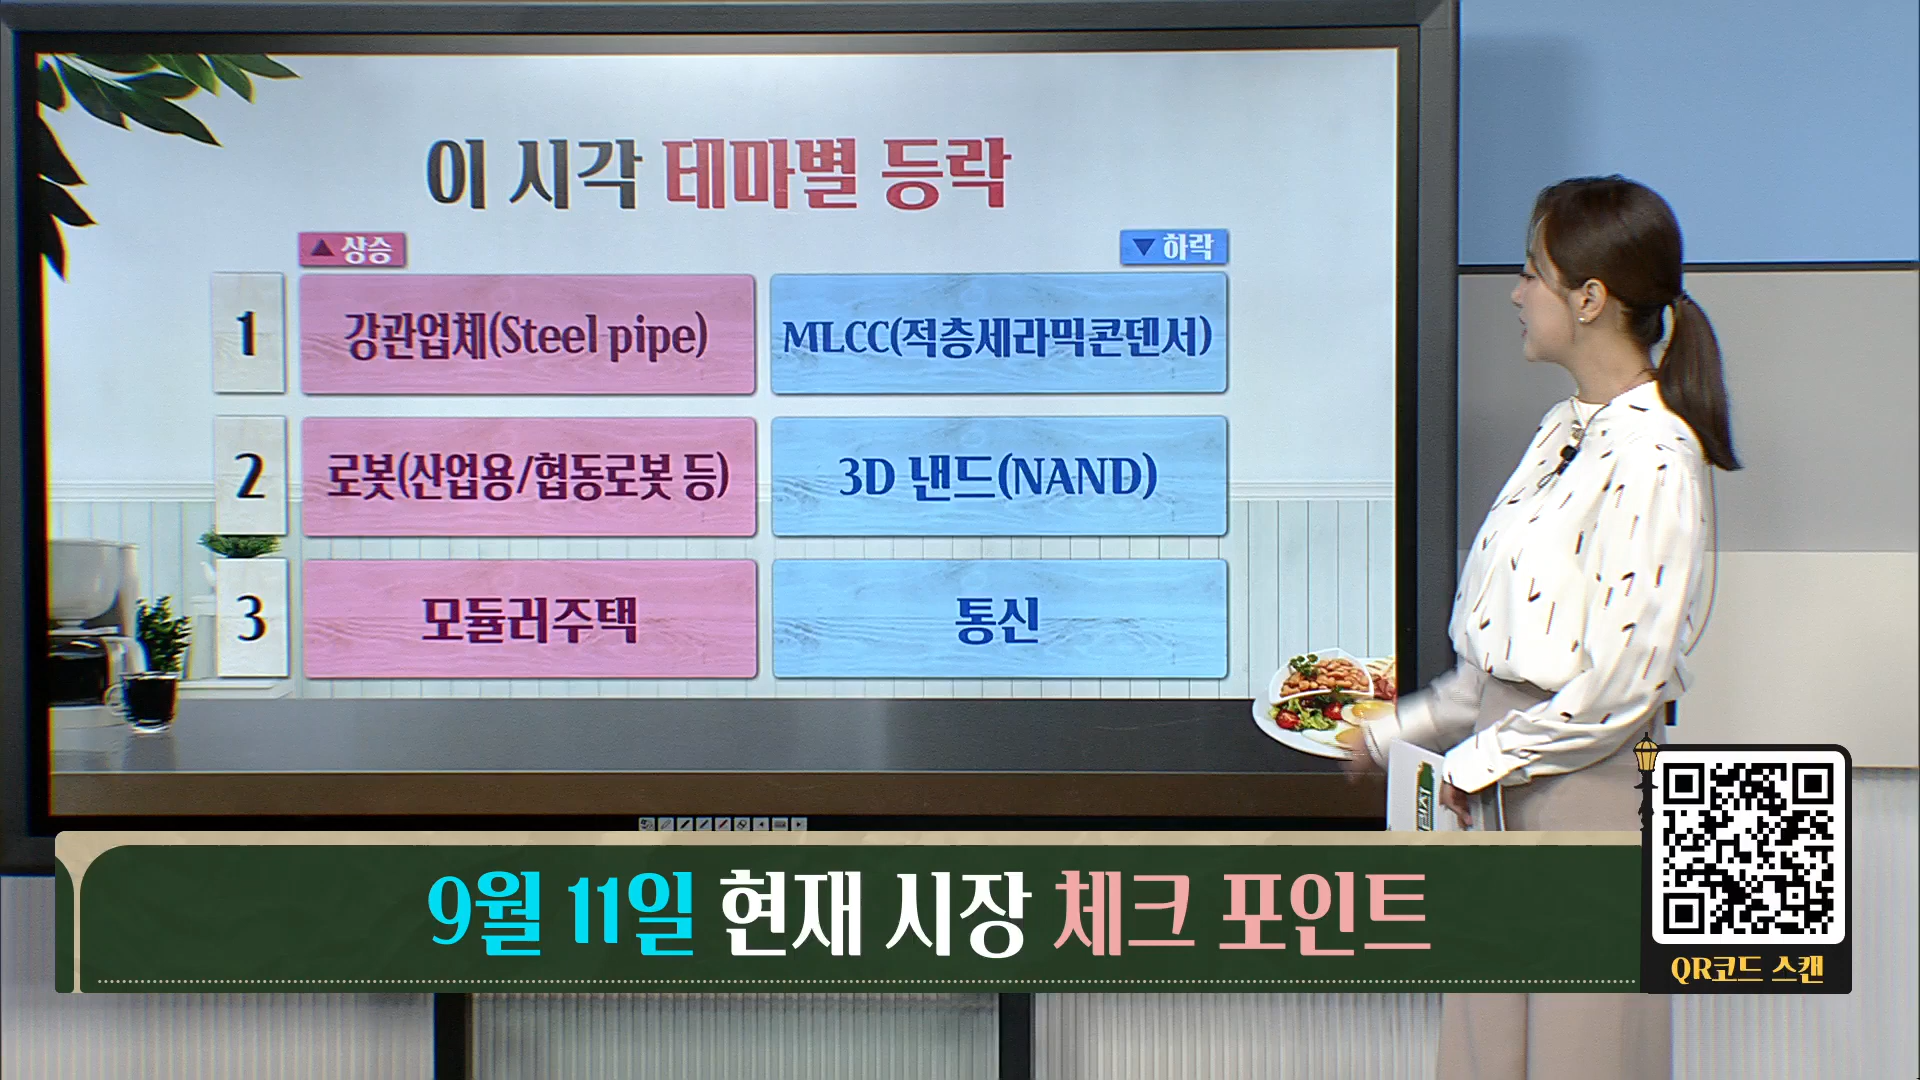 이 시각 테마별 등락
▲상승
▼하락
1
강관업체(Steel pipe)
MLCC(적층세라믹콘덴서)
2
로봇(산업용/협동로봇 등)
3D 낸드(NAND)
3
모듈러주택
통신
9월 11일 현재 시장 체크 포인트
QR코드 스캔